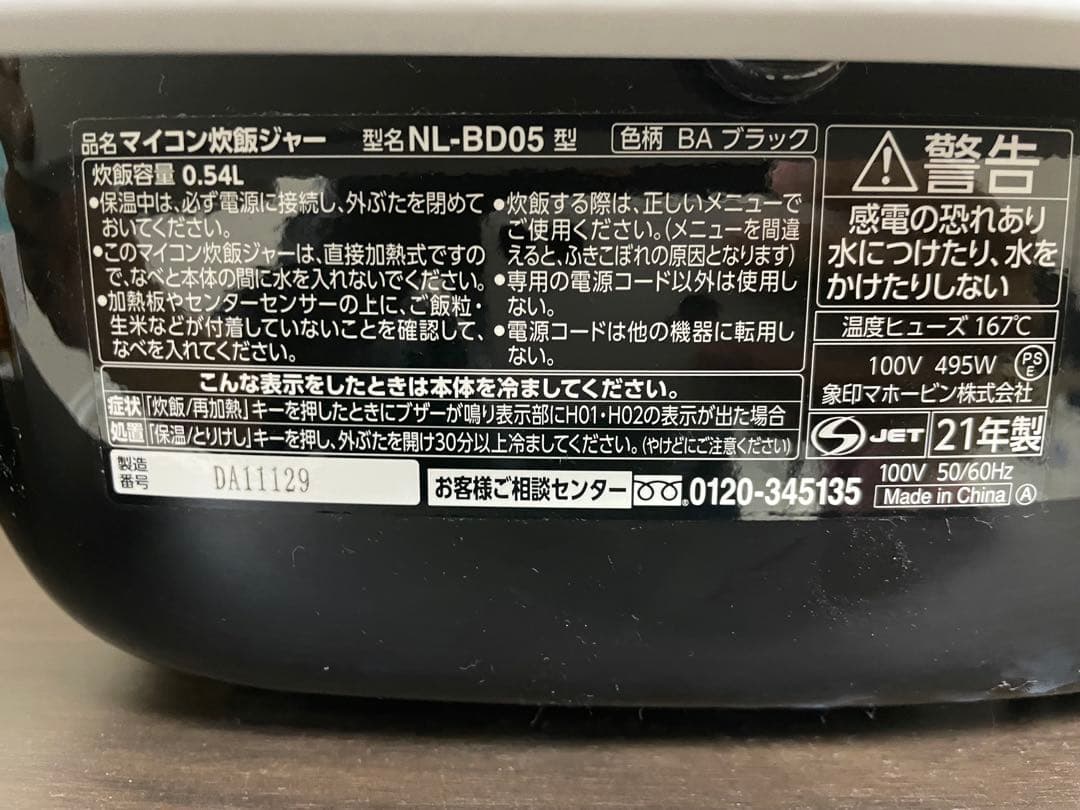 品名 マイコン炊飯ジャー 型名 NL-BD05 型 色柄 BA ブラック
炊飯容量 0.54L
•保温中は、必ず電源に接続し、外ぶたを閉めて
おいてください。
•このマイコン炊飯ジャーは、直接加熱式ですの
で、なべと本体の間に水を入れないでください。
•加熱板やセンターセンサーの上に、ご飯粒・
生米などが付着していないことを確認して、
なべを入れてください。
•炊飯する際は、正しいメニューで
ご使用ください。(メニューを間違
えると、ふきこぼれの原因となります)
•専用の電源コード以外は使用し
ない。
•電源コードは他の機器に転用し
ない。
こんな表示をしたときは本体を冷ましてください。
症状 「炊飯/再加熱」キーを押したときにブザーが鳴り表示部にH01・H02の表示が出た場合
処置 「保温/とりけし」キーを押し、外ぶたを開け30分以上冷ましてください。(やけどにご注意ください)
製造
番号 DA11129
お客様ご相談センター 0120-345135
警告
感電の恐れあり
水につけたり、水を
かけたりしない
温度ヒューズ 167℃
100V 495W PS
E
象印マホービン株式会社
S JET 21年製
100V 50/60Hz
Made in China A